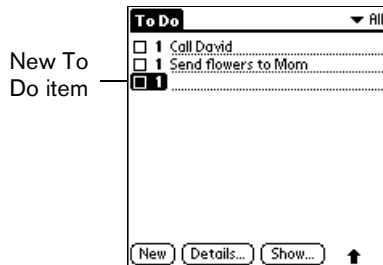 To Do All
1 Call David
1 Send flowers to Mom
1
New To
Do item
New Details... Show...